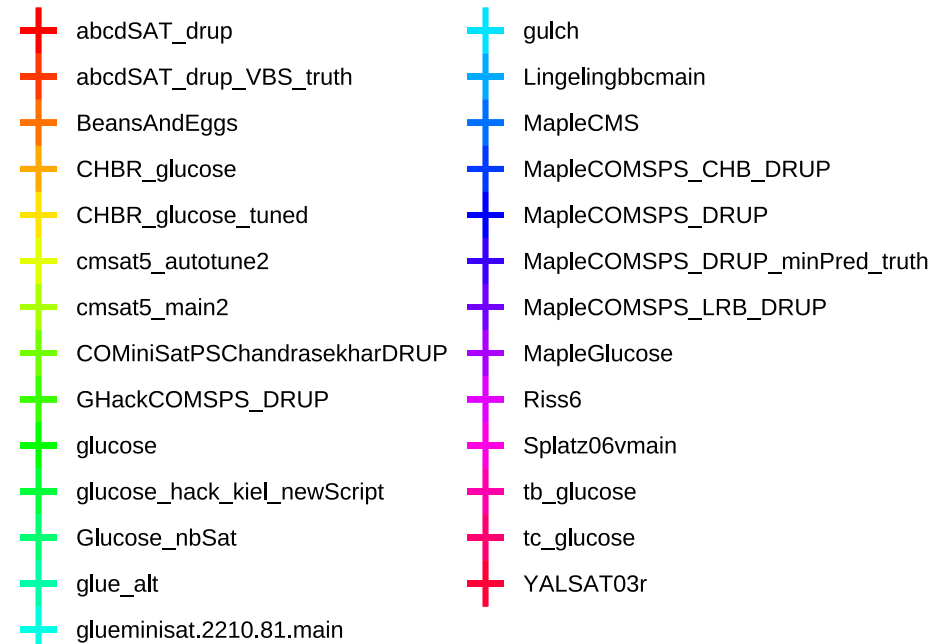 abcdSAT_drup
abcdSAT_drup_VBS_truth
BeansAndEggs
CHBR_glucose
CHBR_glucose_tuned
cmsat5_autotune2
cmsat5_main2
COMiniSatPSChandrasekharDRUP
GHackCOMSPS_DRUP
glucose
glucose_hack_kiel_newScript
Glucose_nbSat
glue_alt
glueminisat.2210.81.main
gulch
Lingelingbbcmain
MapleCMS
MapleCOMSPS_CHB_DRUP
MapleCOMSPS_DRUP
MapleCOMSPS_DRUP_minPred_truth
MapleCOMSPS_LRB_DRUP
MapleGlucose
Riss6
Splatz06vmain
tb_glucose
tc_glucose
YALSAT03r